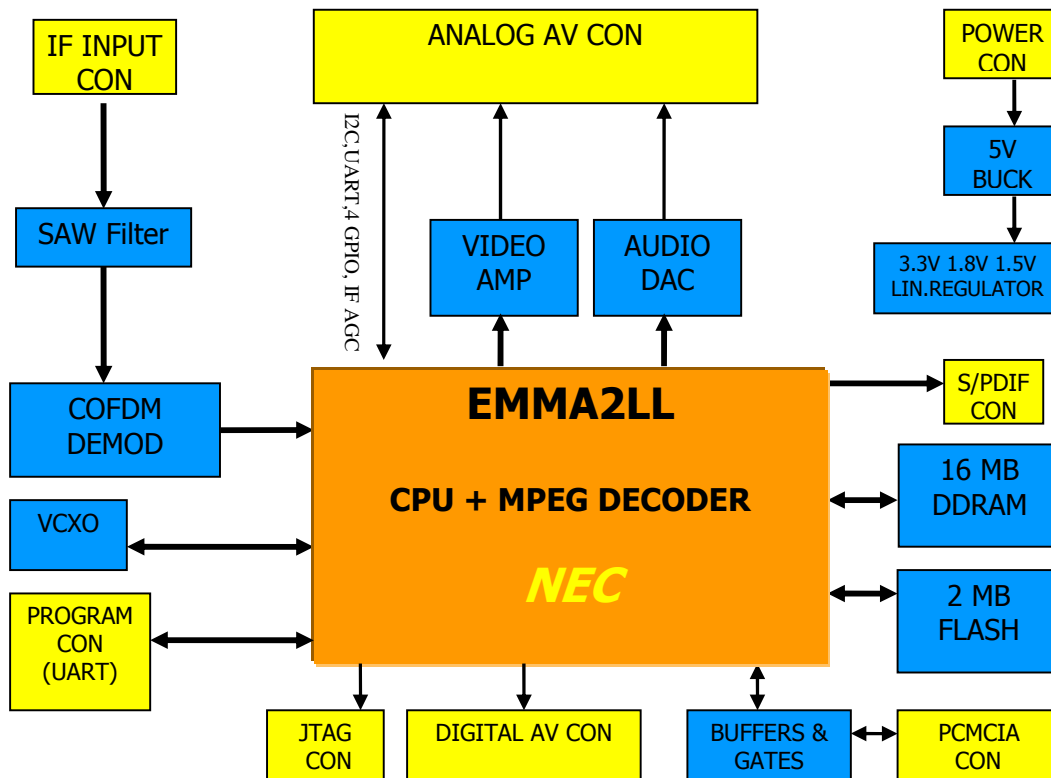 IF INPUT
CON
ANALOG AV CON
POWER
CON
I2C,UART,4 GPIO, IF AGC
5V
BUCK
SAW Filter
VIDEO
AMP
AUDIO
DAC
3.3V 1.8V 1.5V
LIN.REGULATOR
EMMA2LL
CPU + MPEG DECODER
NEC
S/PDIF
CON
COFDM
DEMOD
16 MB
DDRAM
VCXO
2 MB
FLASH
PROGRAM
CON
(UART)
JTAG
CON
DIGITAL AV CON
BUFFERS &
GATES
PCMCIA
CON